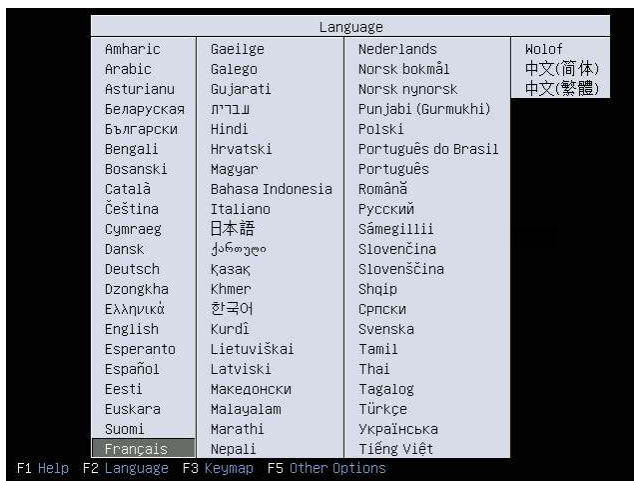 Language
Amharic
Arabic
Asturianu
Беларуская
Български
Bengali
Bosanski
Català
Čeština
Cymraeg
Dansk
Deutsch
Dzongkha
Ελληνικά
English
Esperanto
Español
Eesti
Euskara
Suomi
Français
Gaeilge
Galego
Gujarati
עברית
Hindi
Hrvatski
Magyar
Bahasa Indonesia
Italiano
日本語
ქართული
Қазақ
Khmer
한국어
Kurdî
Lietuviškai
Latviski
Македонски
Malayalam
Marathi
Nepali
Nederlands
Norsk bokmål
Norsk nynorsk
Punjabi (Gurmukhi)
Polski
Português do Brasil
Português
Română
Русский
Sámegillii
Slovenčina
Slovenščina
Shqip
Српски
Svenska
Tamil
Thai
Tagalog
Türkçe
Українська
Tiếng Việt
Wolof
中文(简体)
中文(繁體)
F1 Help F2 Language F3 Keymap F5 Other Options